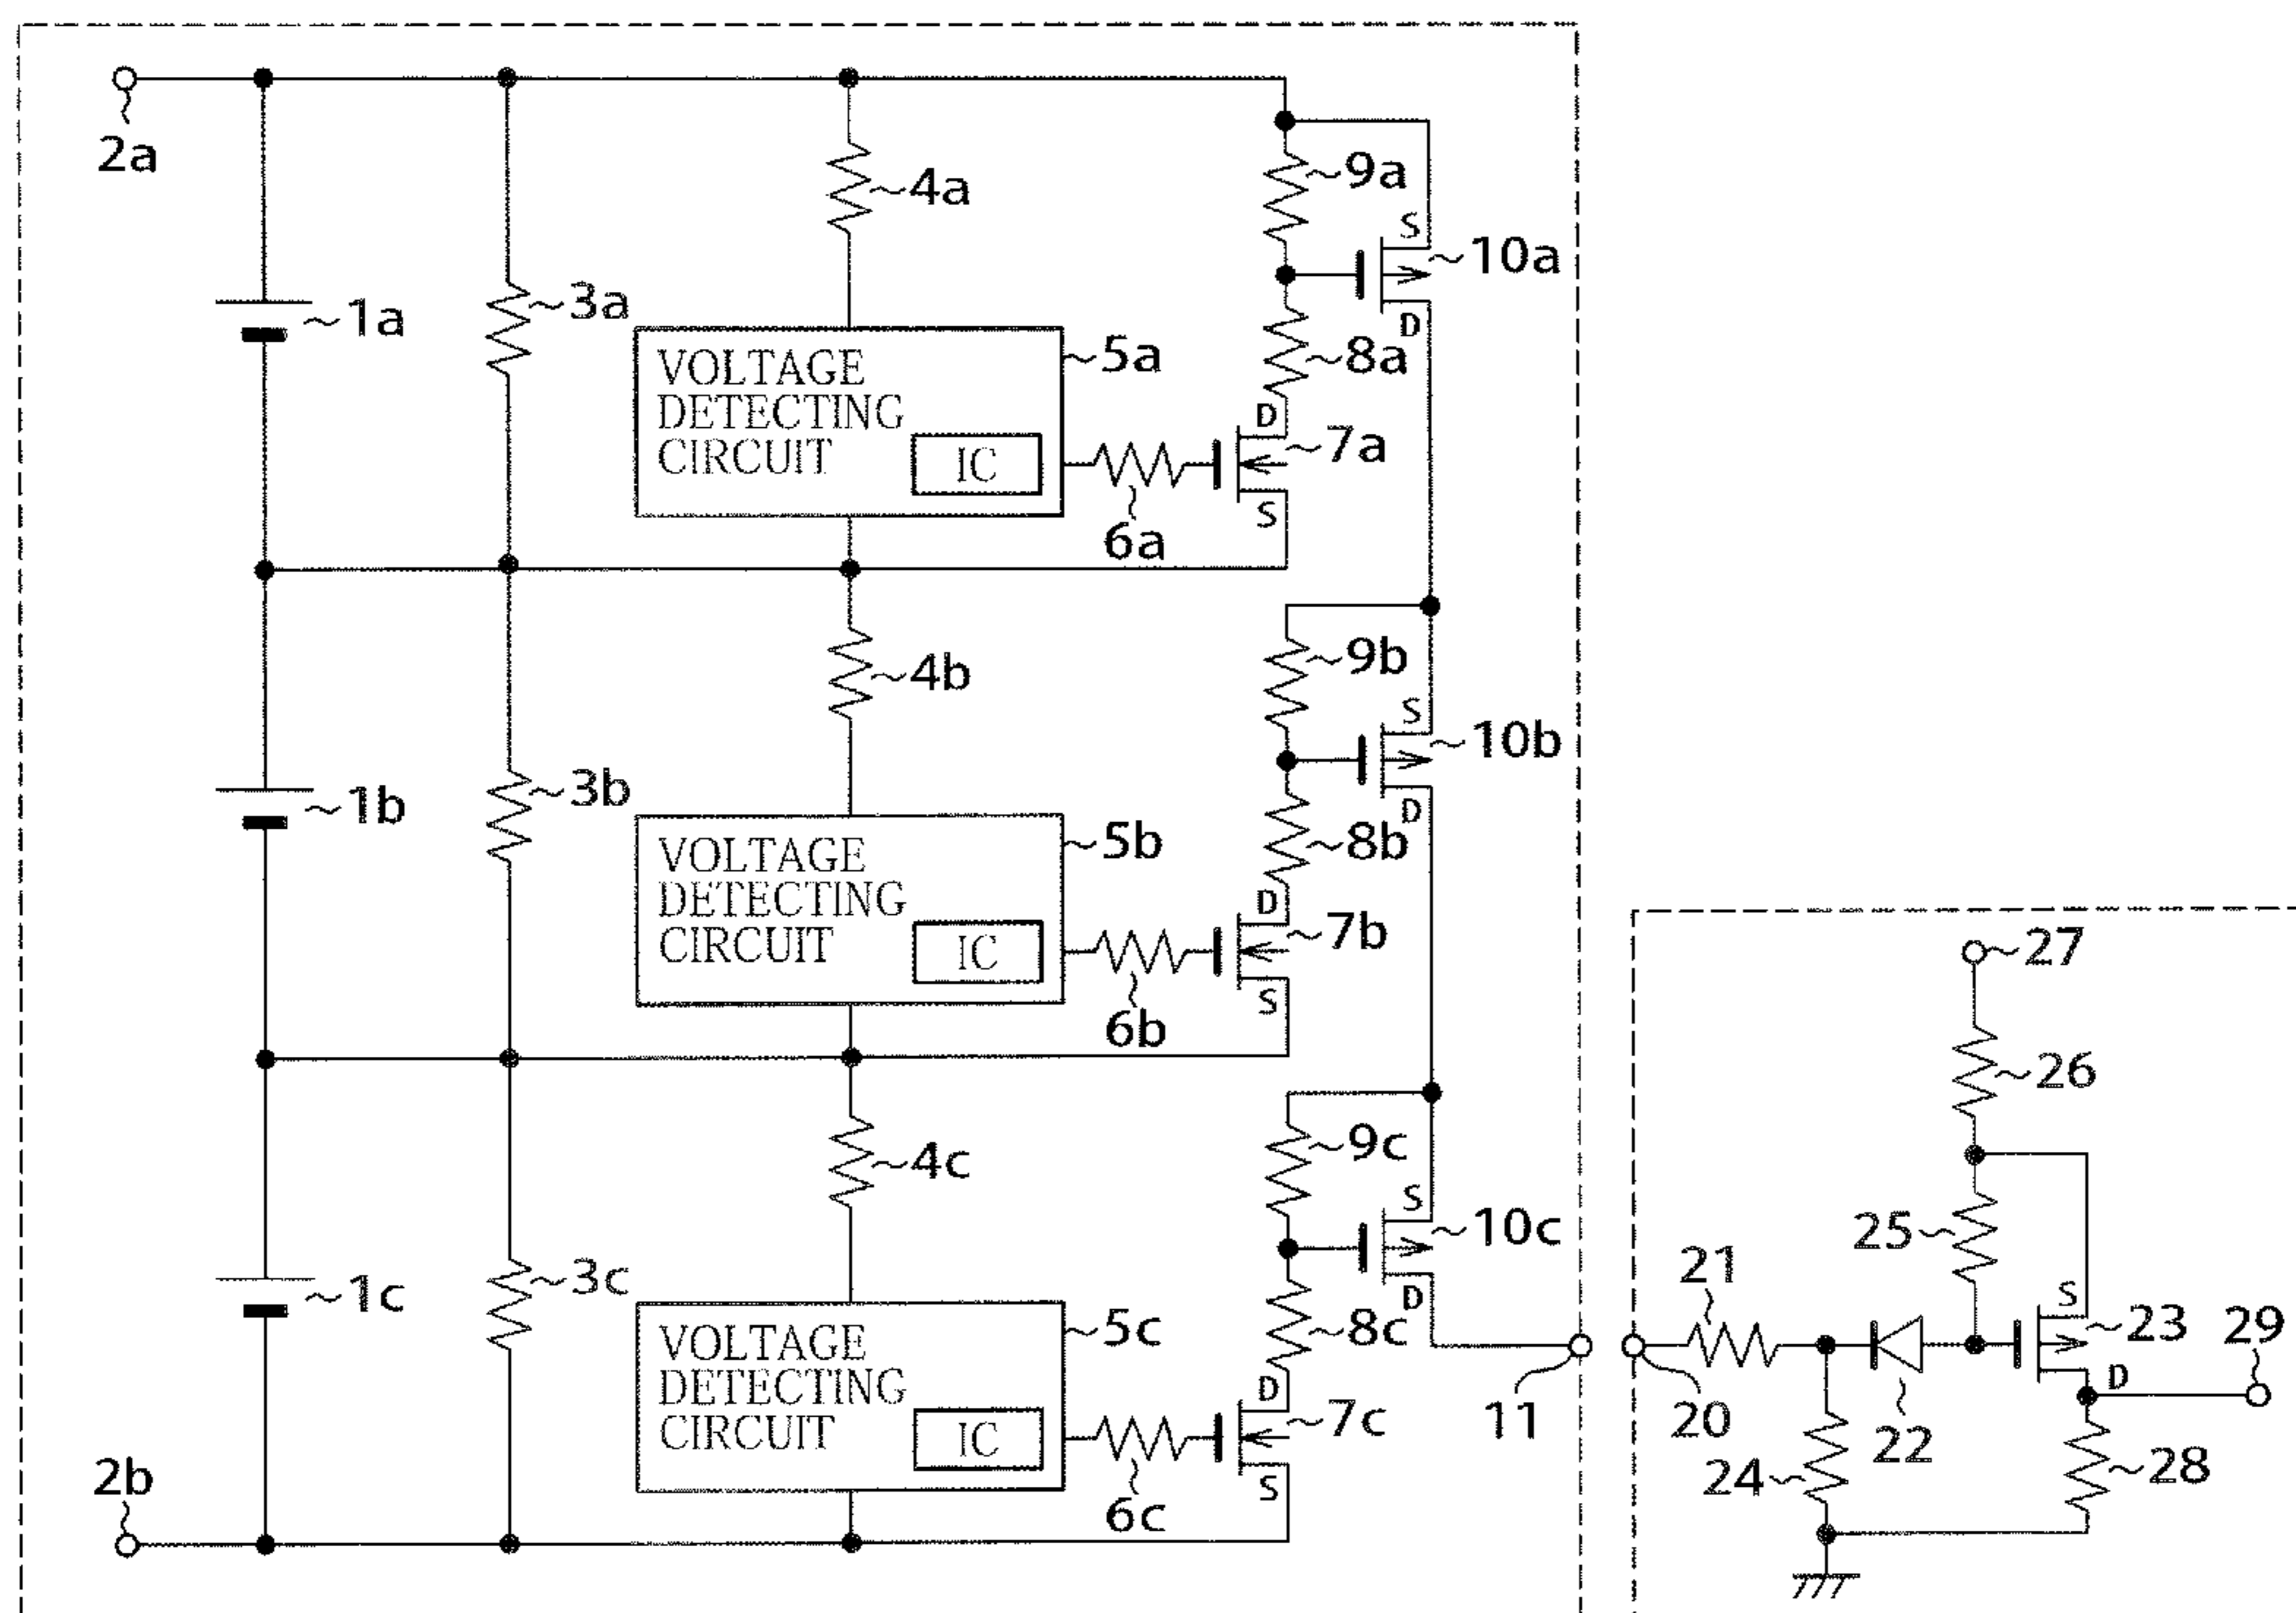 2a
1a
3a
4a
VOLTAGE
DETECTING
CIRCUIT
IC
5a
6a
D
7a
S
8a
9a
S
10a
D
1b
3b
4b
VOLTAGE
DETECTING
CIRCUIT
IC
5b
6b
D
7b
S
8b
9b
S
10b
D
1c
3c
4c
VOLTAGE
DETECTING
CIRCUIT
IC
5c
6c
D
7c
S
8c
9c
S
10c
D
2b
11
20
21
22
24
25
26
27
S
23
D
28
29